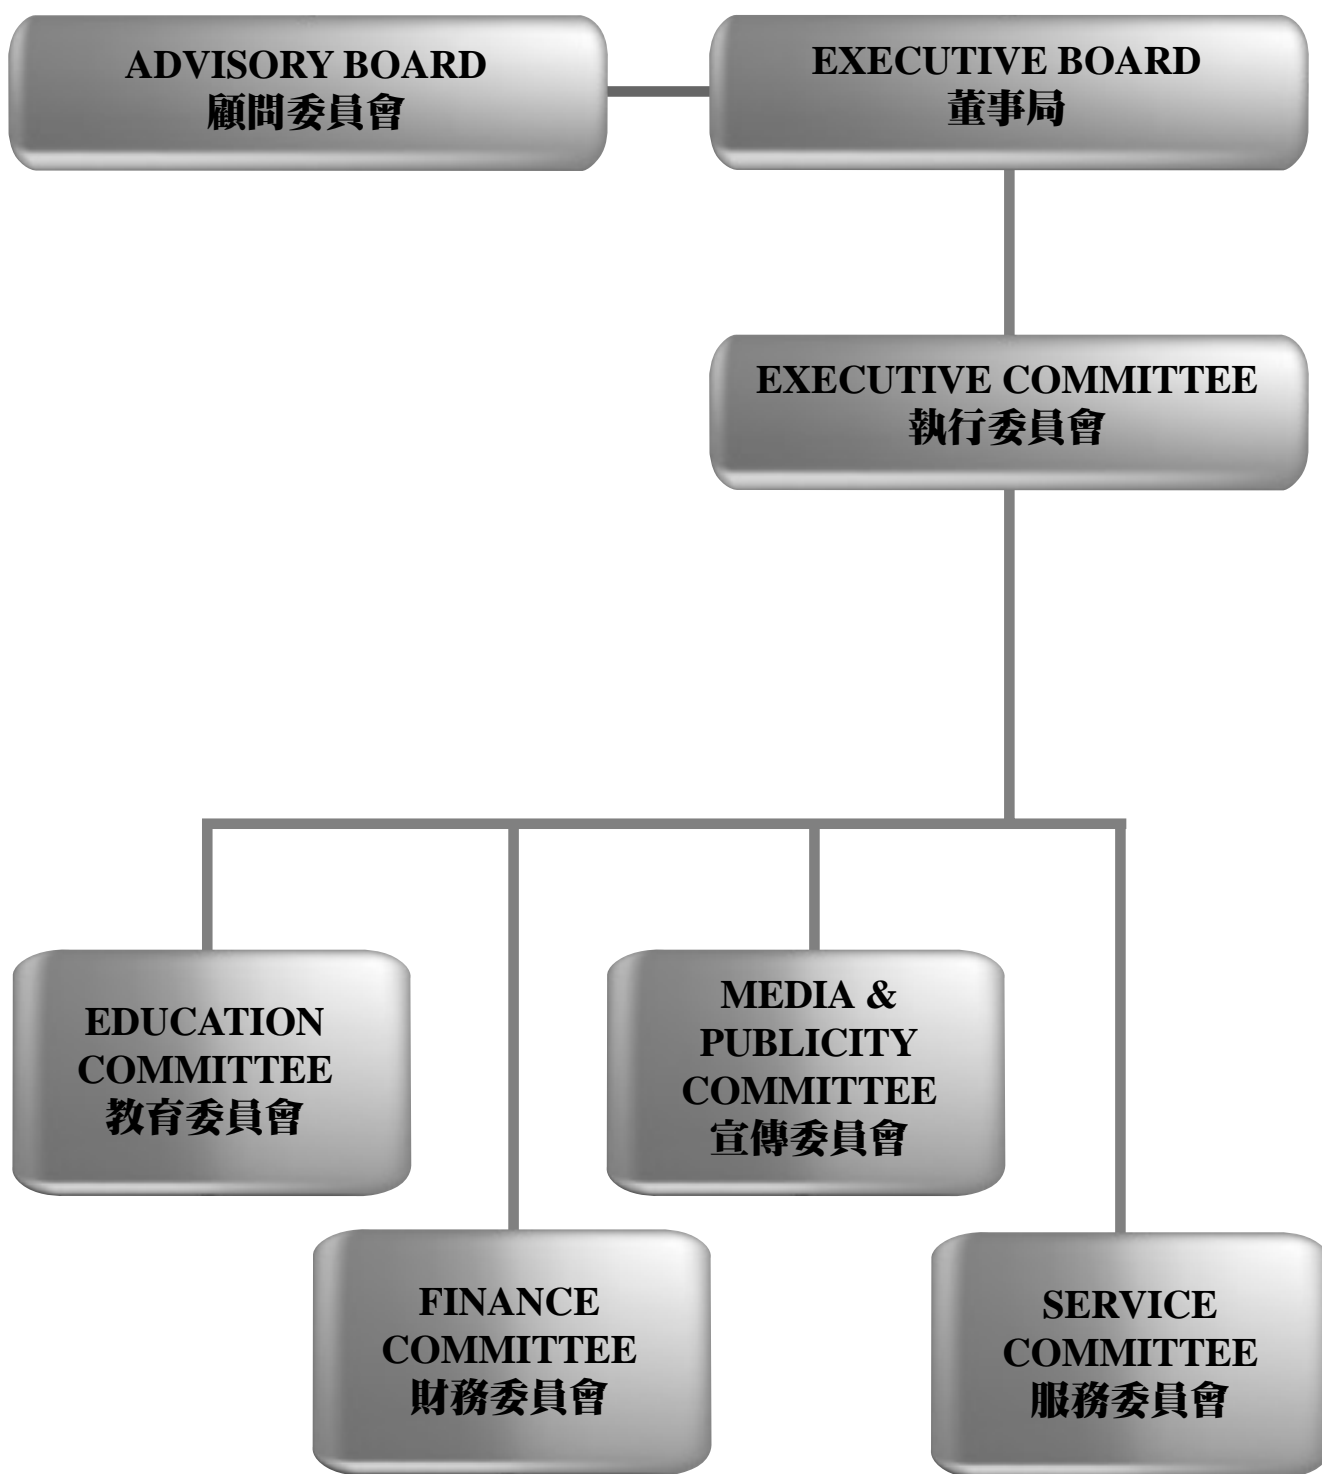 ADVISORY BOARD
顧問委員會
EXECUTIVE BOARD
董事局
EXECUTIVE COMMITTEE
執行委員會
EDUCATION
COMMITTEE
教育委員會
MEDIA &
PUBLICITY
COMMITTEE
宣傳委員會
FINANCE
COMMITTEE
財務委員會
SERVICE
COMMITTEE
服務委員會